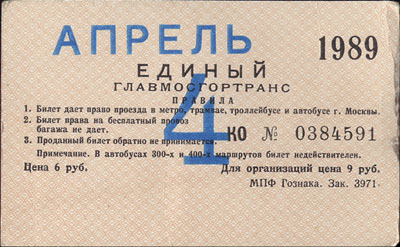 АПРЕЛЬ 1989
ЕДИНЫЙ
ГЛАВМОСГОРТРАНС
4
ПРАВИЛА
1. Билет дает право проезда в метро, трамвае, троллейбусе и автобусе г. Москвы.
2. Билет права на бесплатный провоз
багажа не дает.
КО № 0384591
3. Проданный билет обратно не принимается.
Примечание. В автобусах 300-х и 400-х маршрутов билет недействителен.
Цена 6 руб. Для организаций цена 9 руб.
МПФ Гознака. Зак. 3971